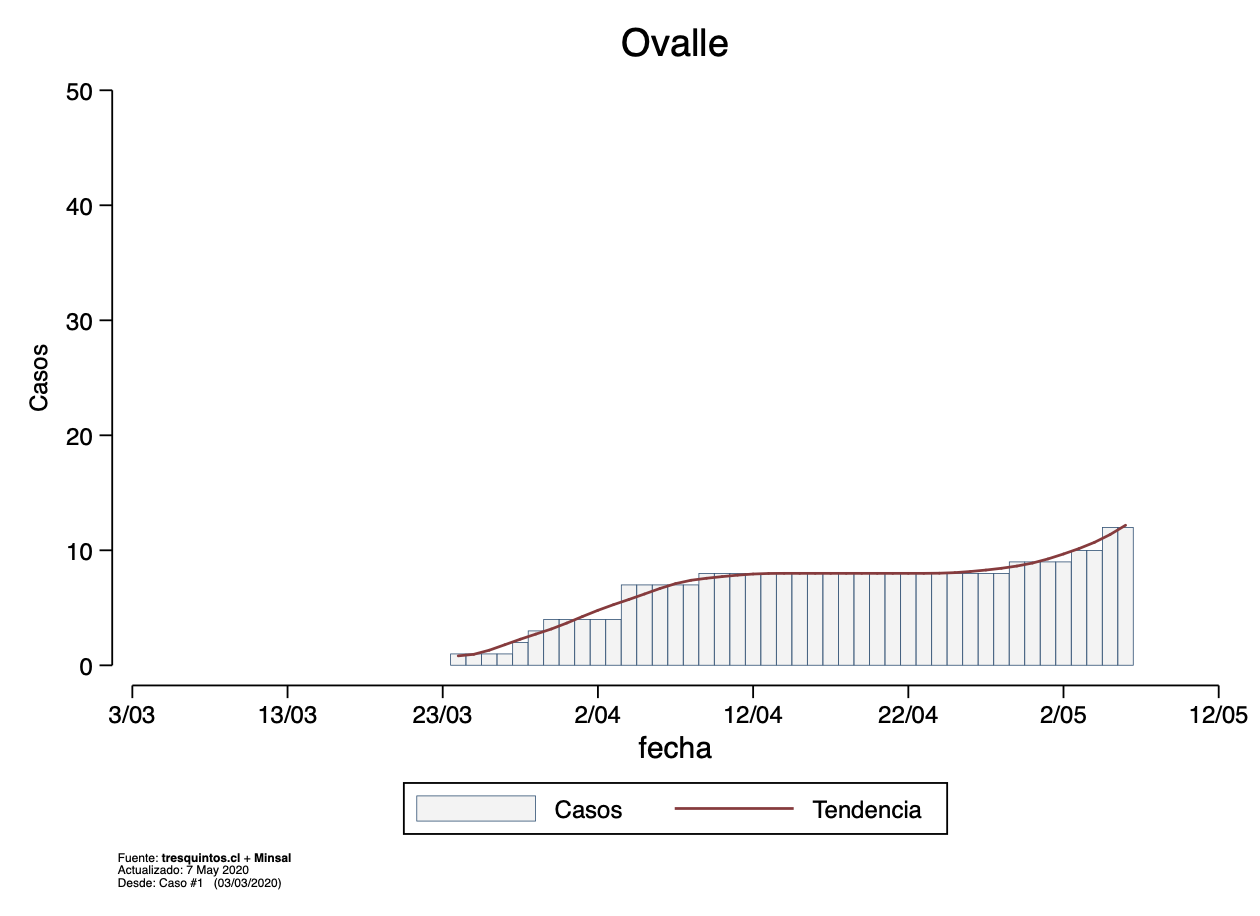 Ovalle
50
40
30
20
10
0
Casos
3/03 13/03 23/03 2/04 12/04 22/04 2/05 12/05
fecha
Casos Tendencia
Fuente: tresquintos.cl + Minsal
Actualizado: 7 May 2020
Desde: Caso #1 (03/03/2020)